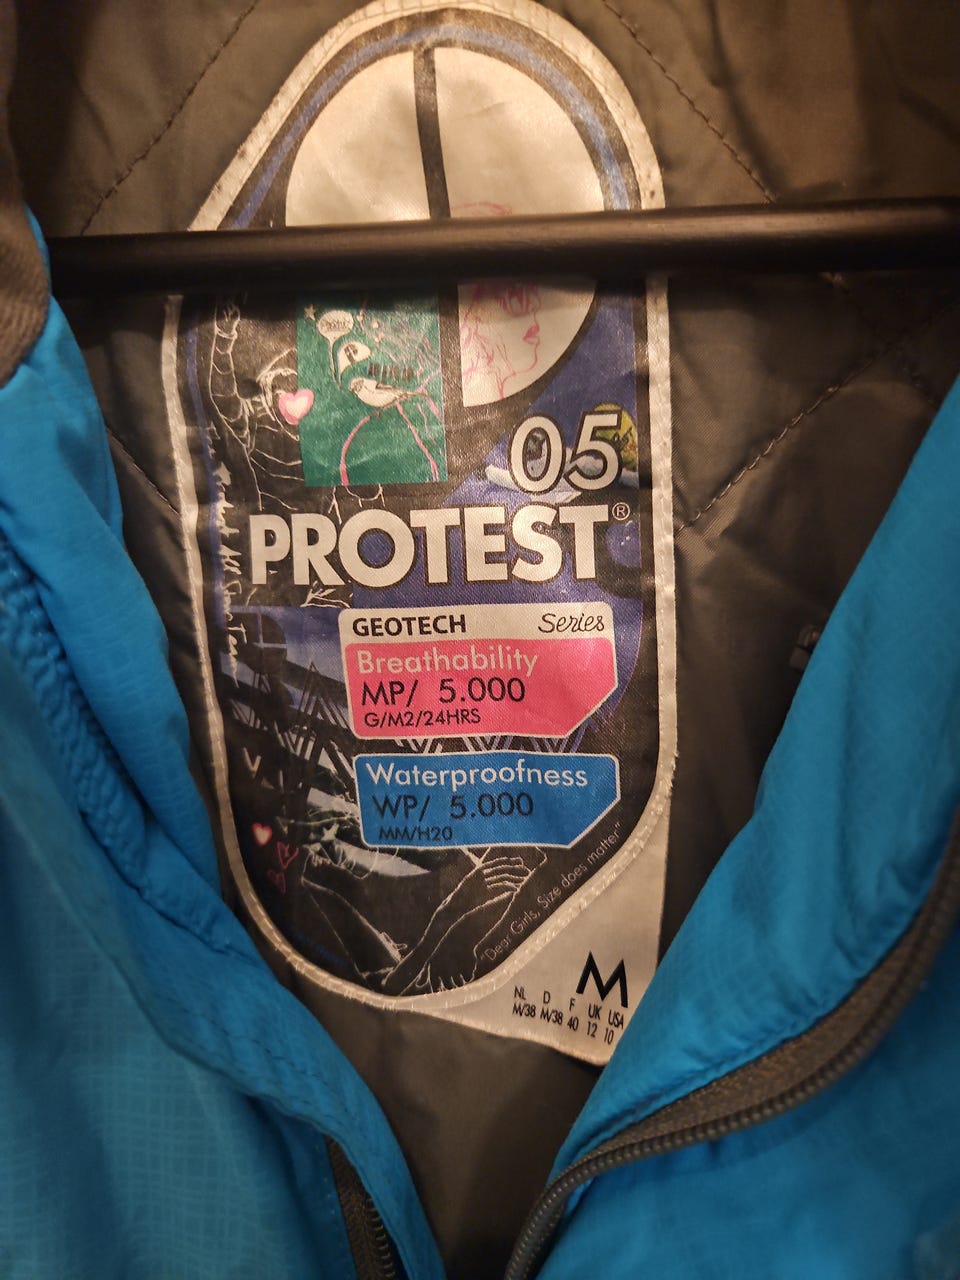 05
PROTEST®
GEOTECH Series
Breathability
MP/ 5.000
G/M2/24HRS
Waterproofness
WP/ 5.000
MM/H20
"Dear Girls, Size does matter"
M
NL D F UK USA
M/38 M/38 40 12 10